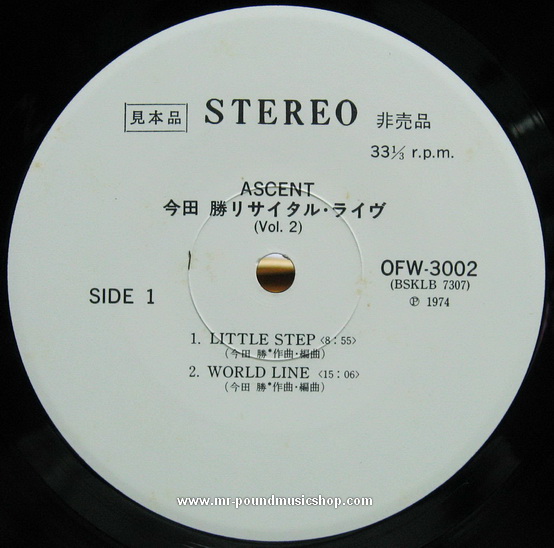 見本品 STEREO 非売品
33⅓ r.p.m.
ASCENT
今田 勝リサイタル・ライヴ
(Vol. 2)
SIDE 1
OFW-3002
(BSKLB 7307)
℗ 1974
1. LITTLE STEP <8:55>
(今田 勝*作曲・編曲)
2. WORLD LINE <15:06>
(今田 勝*作曲・編曲)
www.mr-poundmusicshop.com